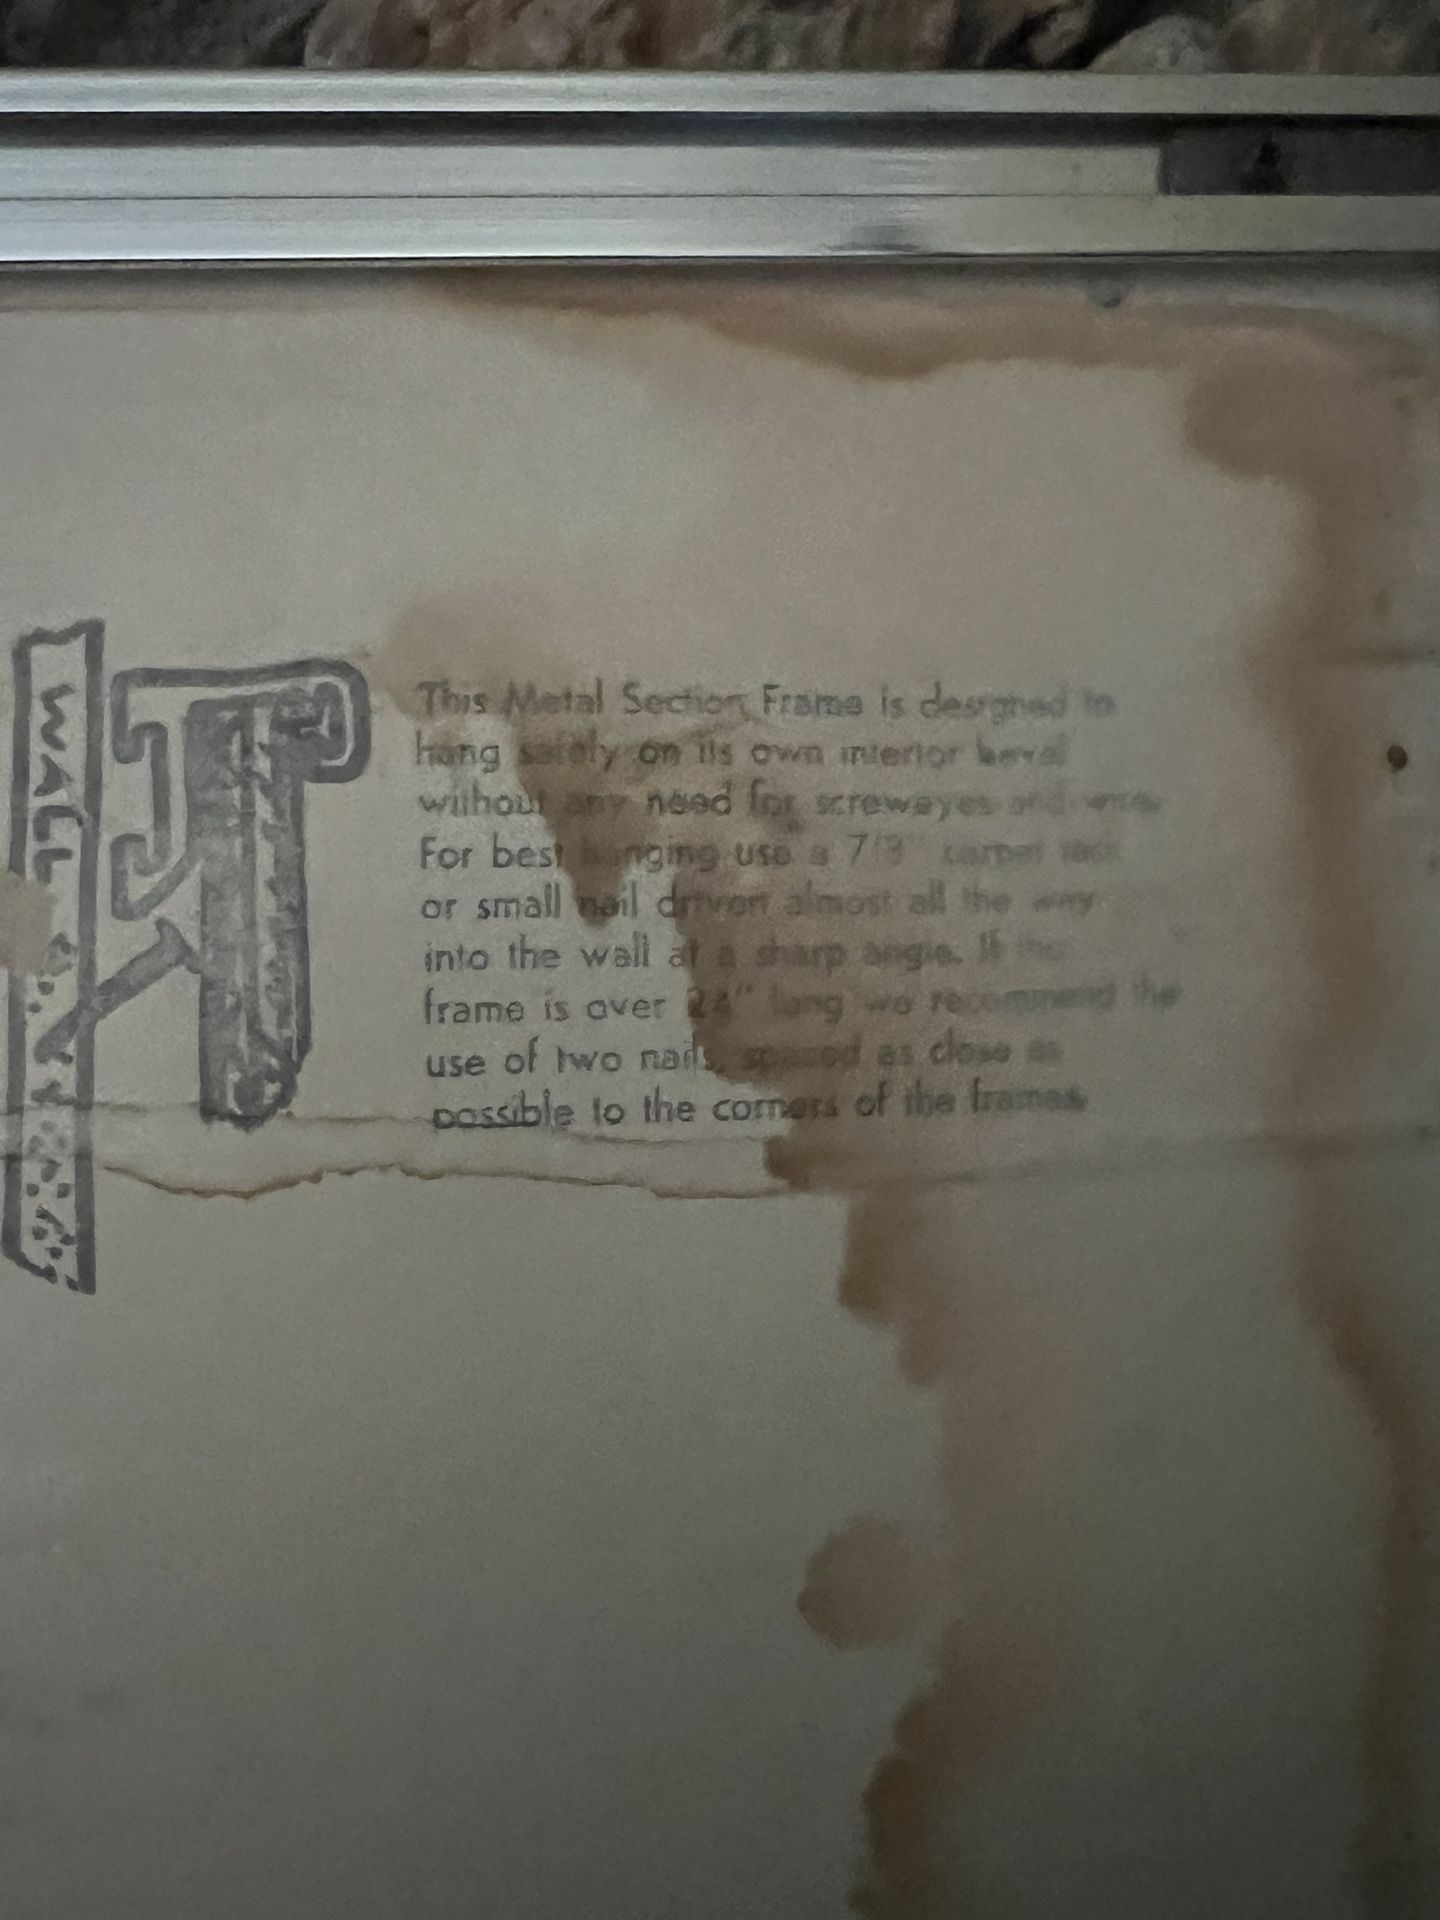 WALL
This Metal Section Frame is designed to
hang safely on its own interior bevel
without any need for screweyes and wire.
For best hanging use a 7/8" carpet tack
or small nail driven almost all the way
into the wall at a sharp angle. If the
frame is over 24" long we recommend the
use of two nails, spaced as close as
possible to the corners of the frames.